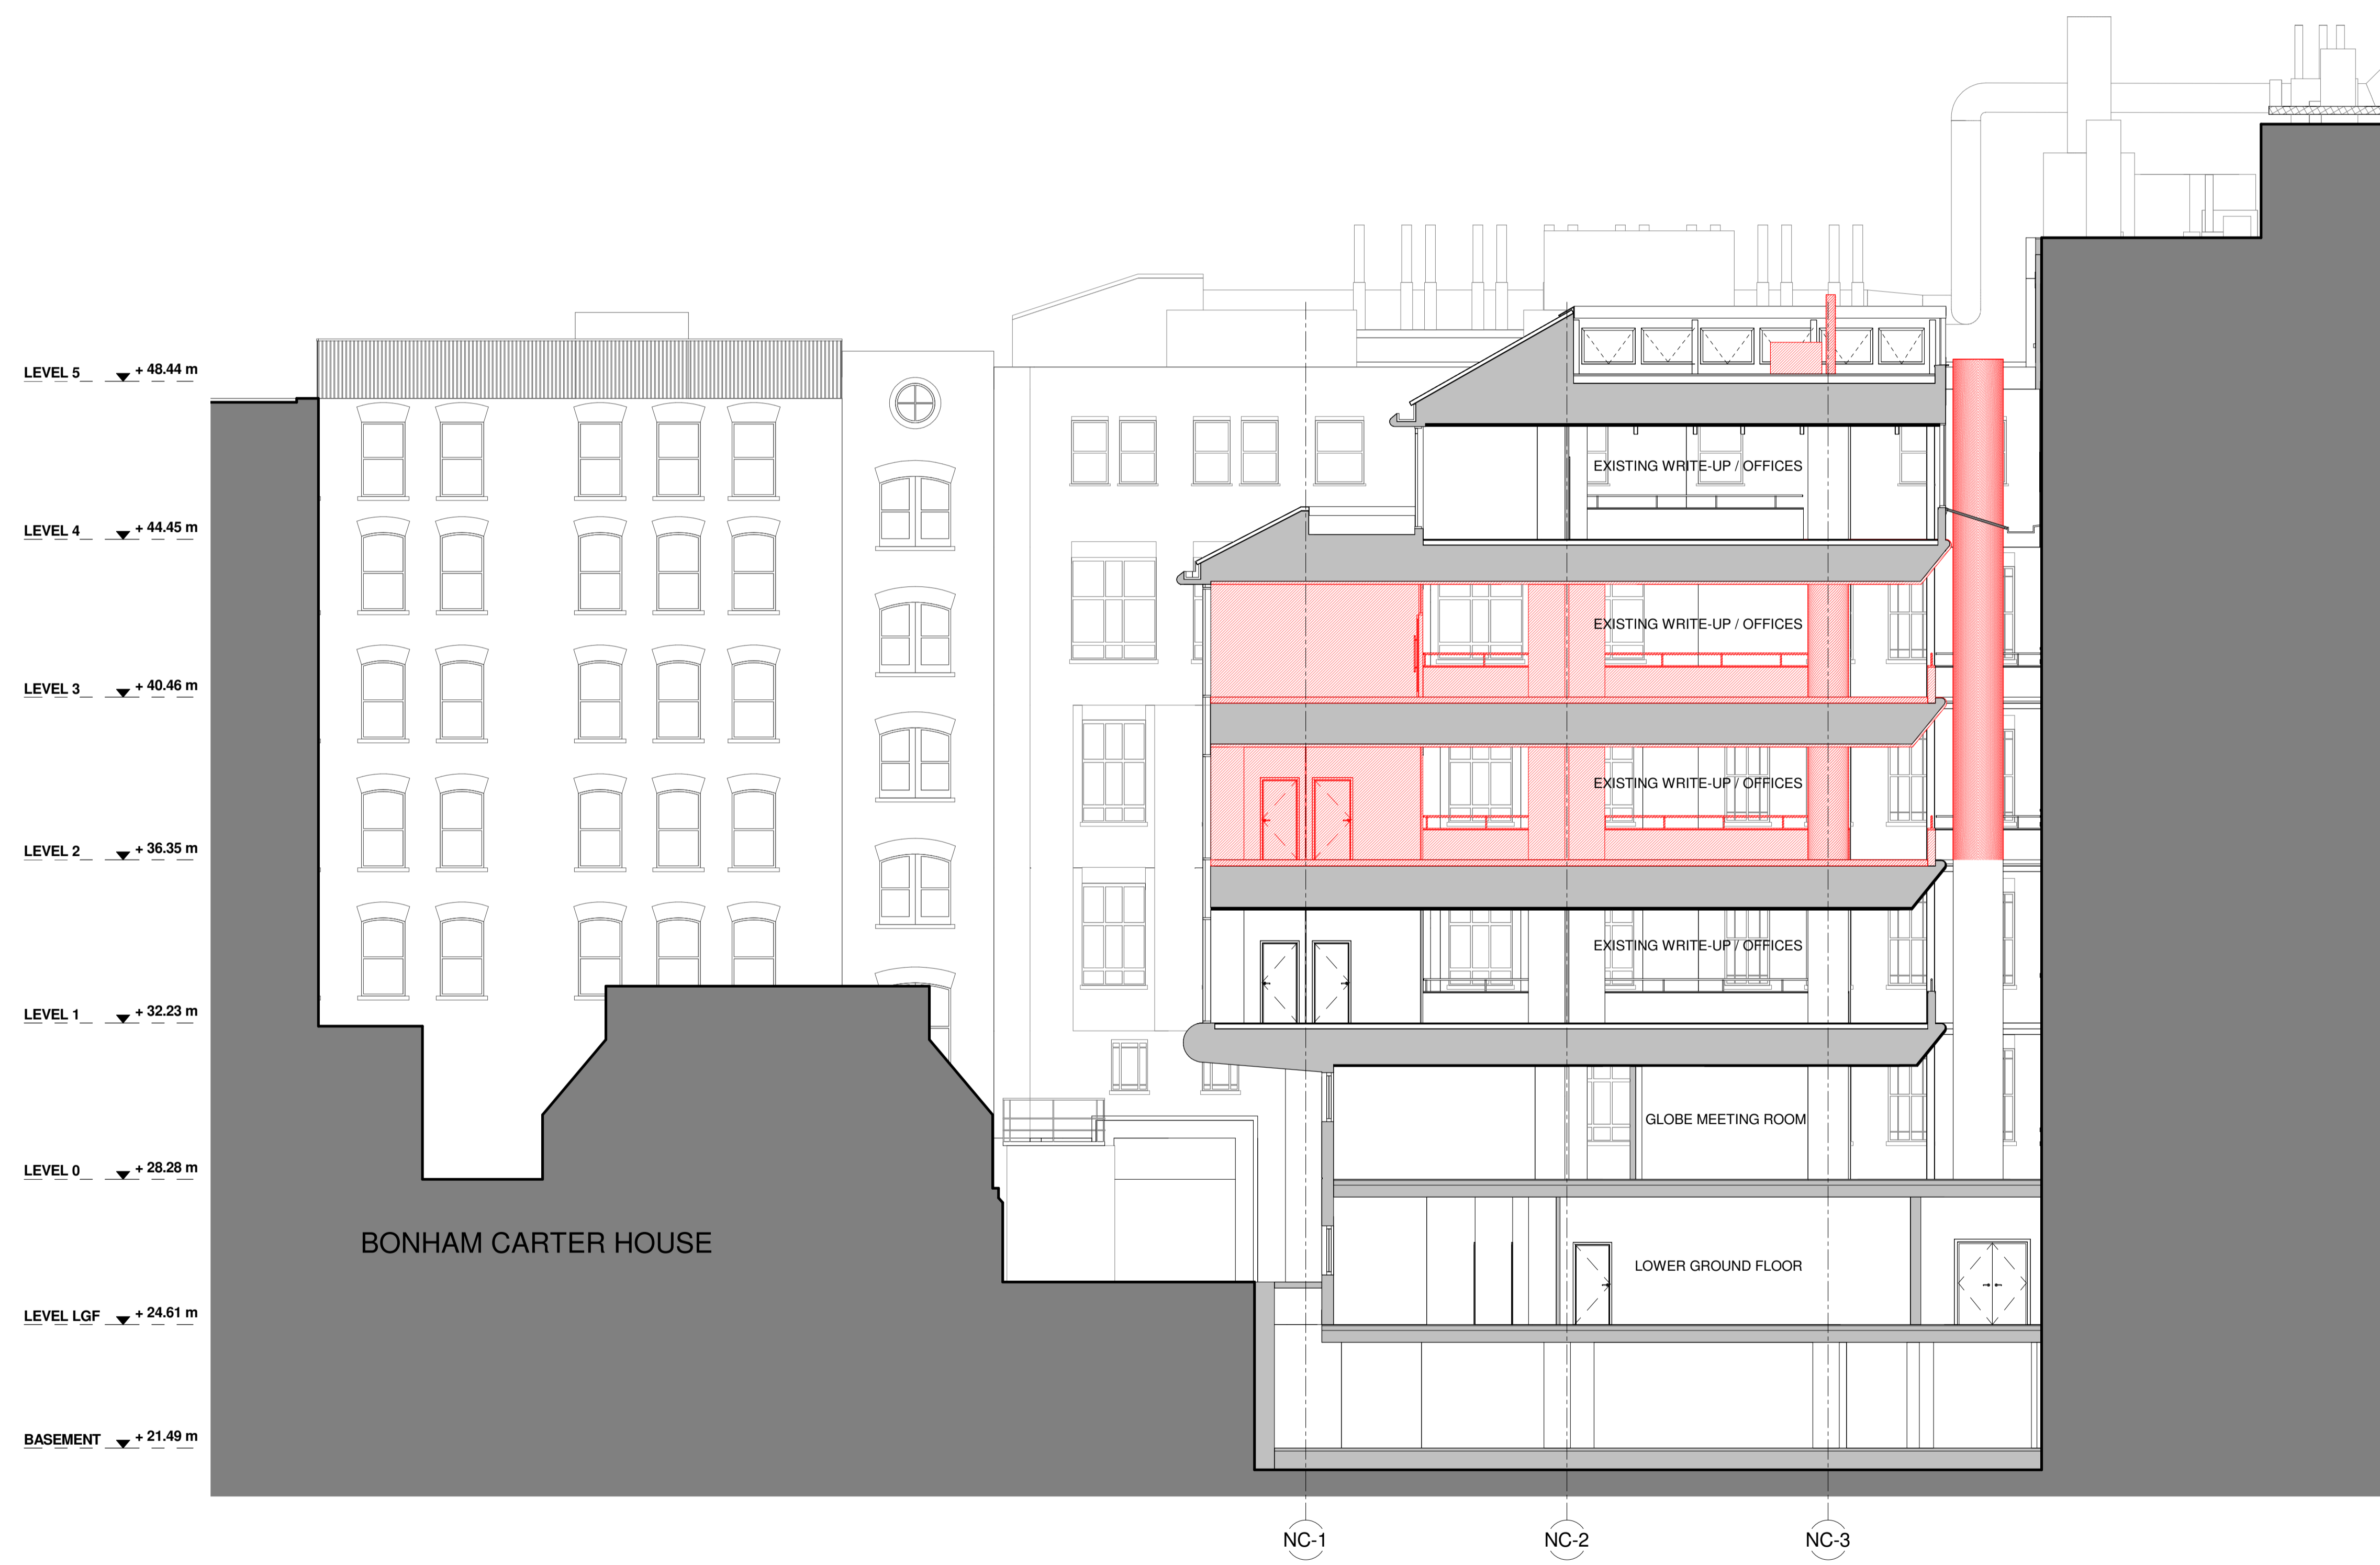 LEVEL 5 + 48.44 m
EXISTING WRITE-UP / OFFICES
LEVEL 4 + 44.45 m
EXISTING WRITE-UP / OFFICES
LEVEL 3 + 40.46 m
EXISTING WRITE-UP / OFFICES
LEVEL 2 + 36.35 m
EXISTING WRITE-UP / OFFICES
LEVEL 1 + 32.23 m
GLOBE MEETING ROOM
LEVEL 0 + 28.28 m
BONHAM CARTER HOUSE
LOWER GROUND FLOOR
LEVEL LGF + 24.61 m
BASEMENT + 21.49 m
NC-1 NC-2 NC-3